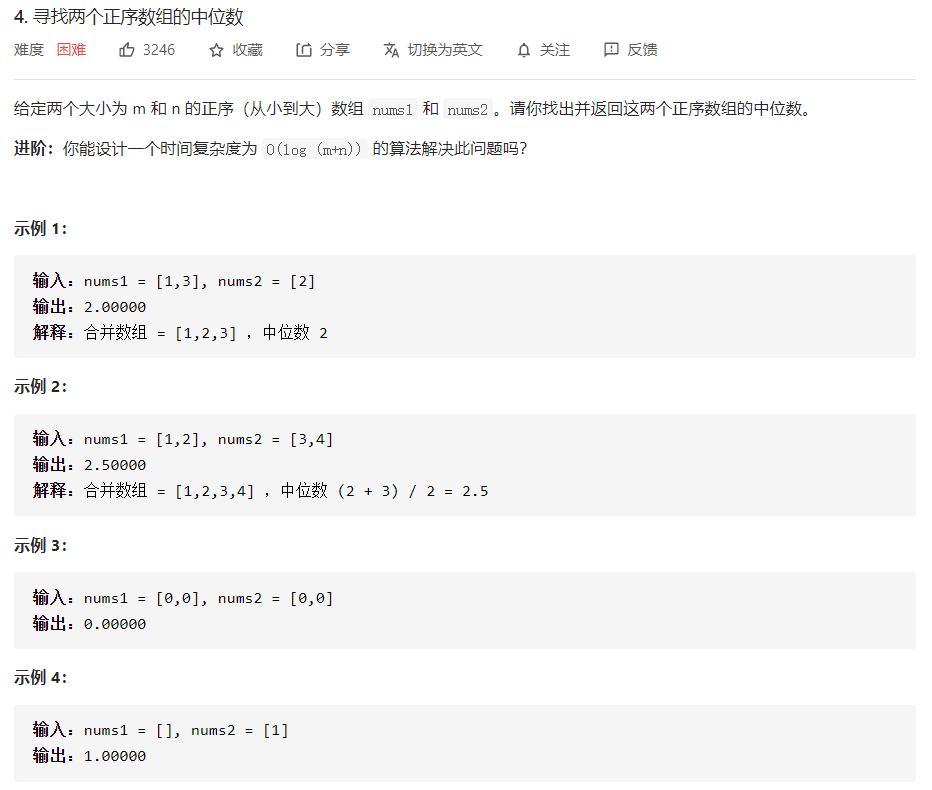 4. 寻找两个正序数组的中位数
难度 困难 3246 收藏 分享 切换为英文 关注 反馈
给定两个大小为 m 和 n 的正序（从小到大）数组 nums1 和 nums2。请你找出并返回这两个正序数组的中位数。
进阶：你能设计一个时间复杂度为 O(log (m+n)) 的算法解决此问题吗？
示例 1：
输入：nums1 = [1,3], nums2 = [2]
输出：2.00000
解释：合并数组 = [1,2,3] ，中位数 2
示例 2：
输入：nums1 = [1,2], nums2 = [3,4]
输出：2.50000
解释：合并数组 = [1,2,3,4] ，中位数 (2 + 3) / 2 = 2.5
示例 3：
输入：nums1 = [0,0], nums2 = [0,0]
输出：0.00000
示例 4：
输入：nums1 = [], nums2 = [1]
输出：1.00000